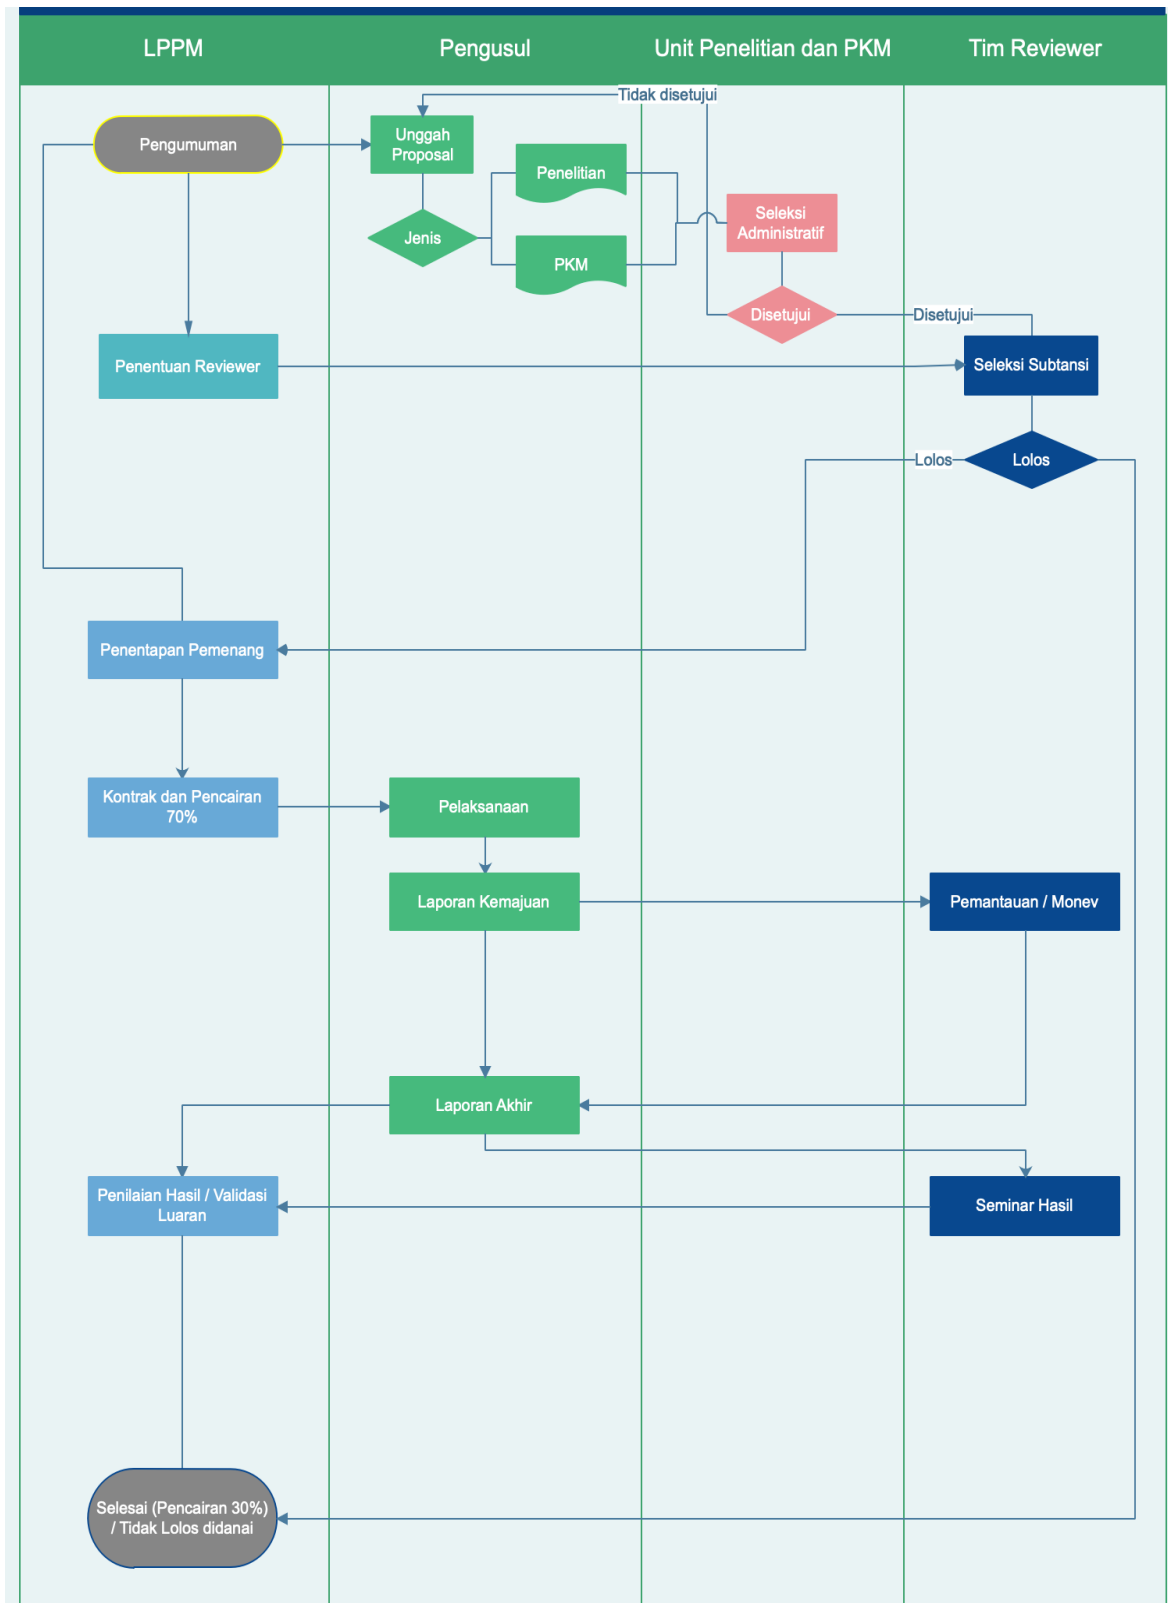 LPPM
Pengusul
Unit Penelitian dan PKM
Tim Reviewer
Tidak disetujui
Pengumuman
Unggah
Proposal
Penelitian
Seleksi
Administratif
Jenis
PKM
Disetujui
Disetujui
Penentuan Reviewer
Seleksi Subtansi
Lolos
Lolos
Penentapan Pemenang
Kontrak dan Pencairan
70%
Pelaksanaan
Laporan Kemajuan
Pemantauan / Monev
Laporan Akhir
Penilaian Hasil / Validasi
Luaran
Seminar Hasil
Selesai (Pencairan 30%)
/ Tidak Lolos didanai